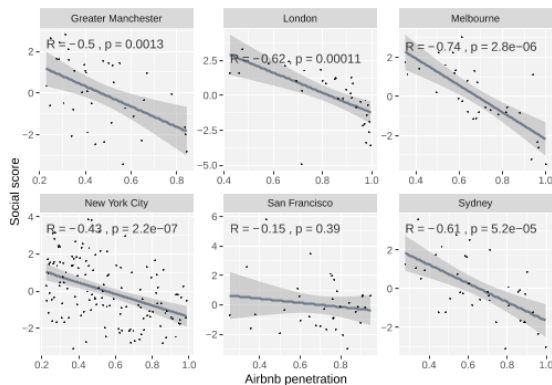 Greater Manchester
London
Melbourne
R = −0.5 , p = 0.0013
R = −0.62, p = 0.00011
R = −0.74 , p = 2.8e−06
2
0
−2
2.5
0.0
−2.5
−5.0
2
0
−2
0.2 0.4 0.6 0.8
0.4 0.6 0.8 1.0
0.4 0.6 0.8 1.0
Social score
New York City
San Francisco
Sydney
R = −0.43 , p = 2.2e−07
R = −0.15 , p = 0.39
R = −0.61 , p = 5.2e−05
4
2
0
−2
6
4
2
0
−2
4
2
0
−2
0.2 0.4 0.6 0.8 1.0
0.4 0.6 0.8
0.4 0.6 0.8 1.0
Airbnb penetration